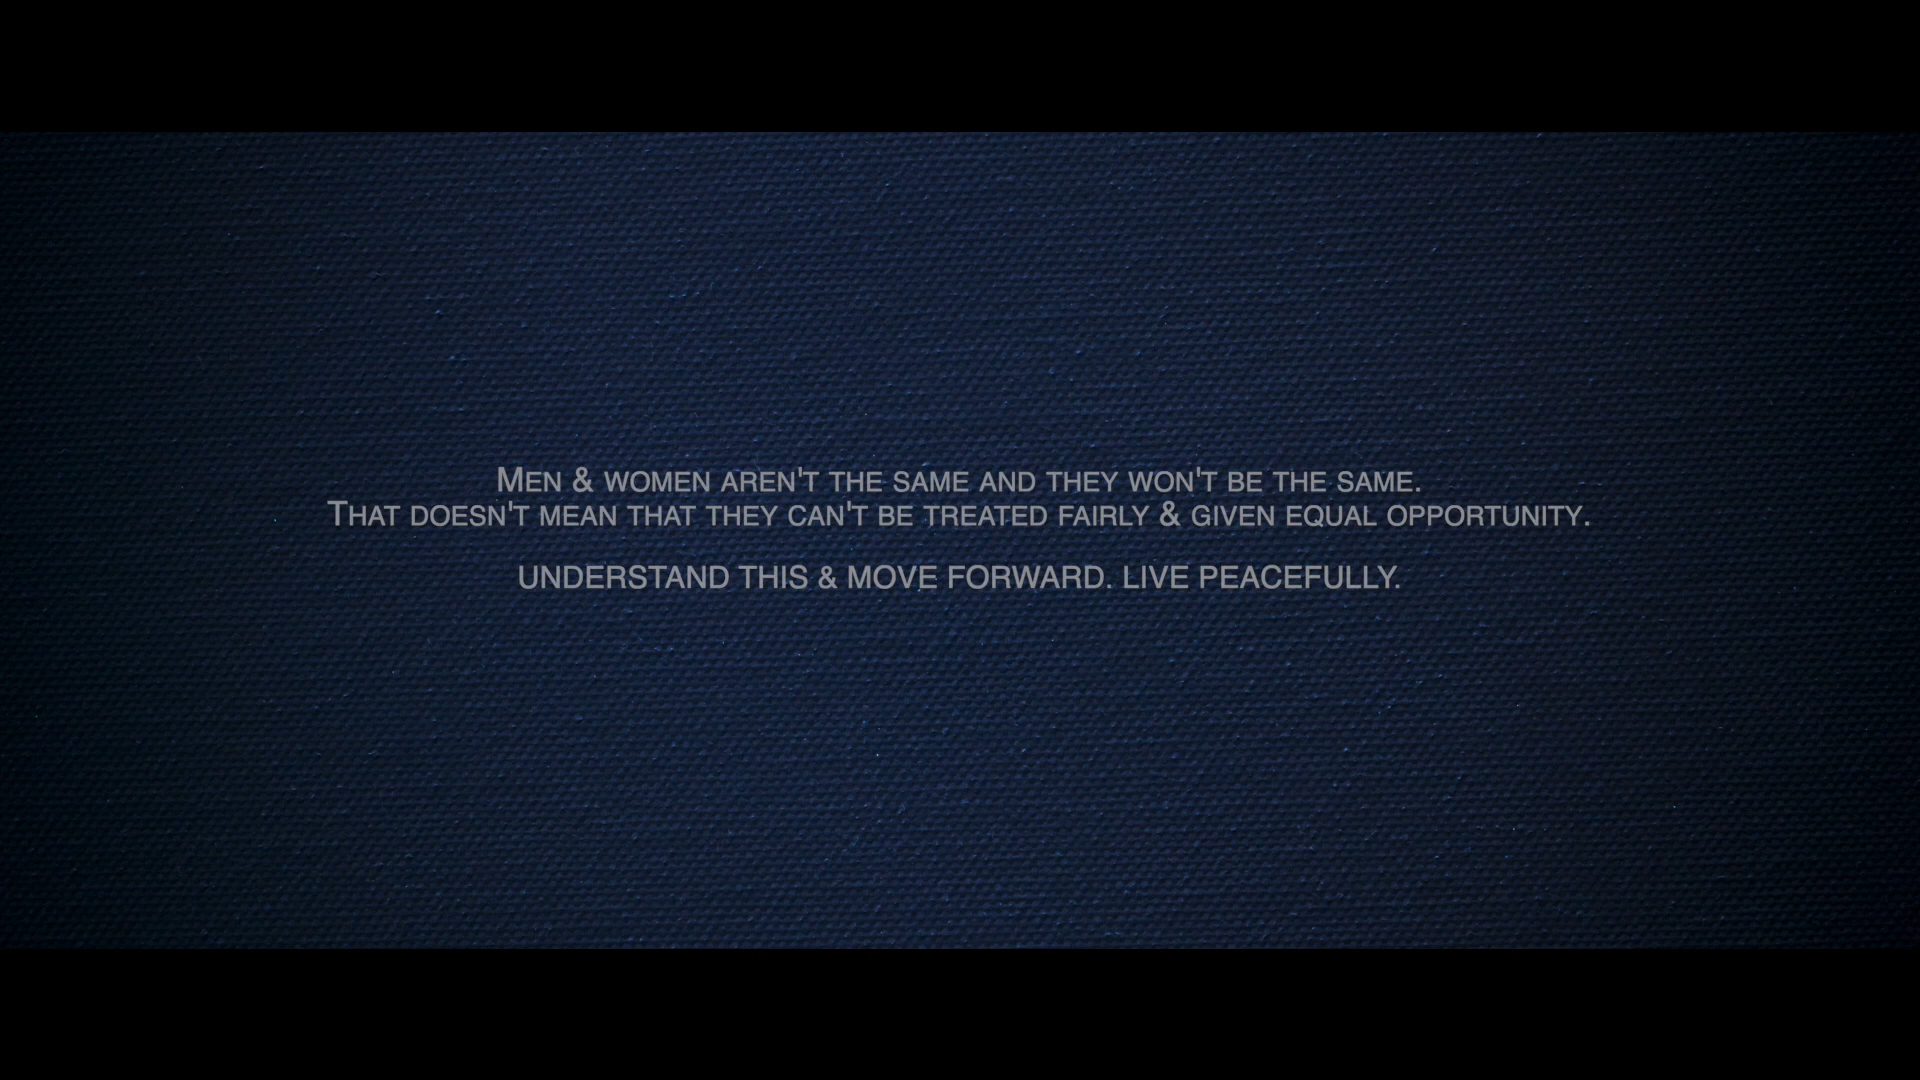 Men & women aren't the same and they won't be the same.
That doesn't mean that they can't be treated fairly & given equal opportunity.
UNDERSTAND THIS & MOVE FORWARD. LIVE PEACEFULLY.